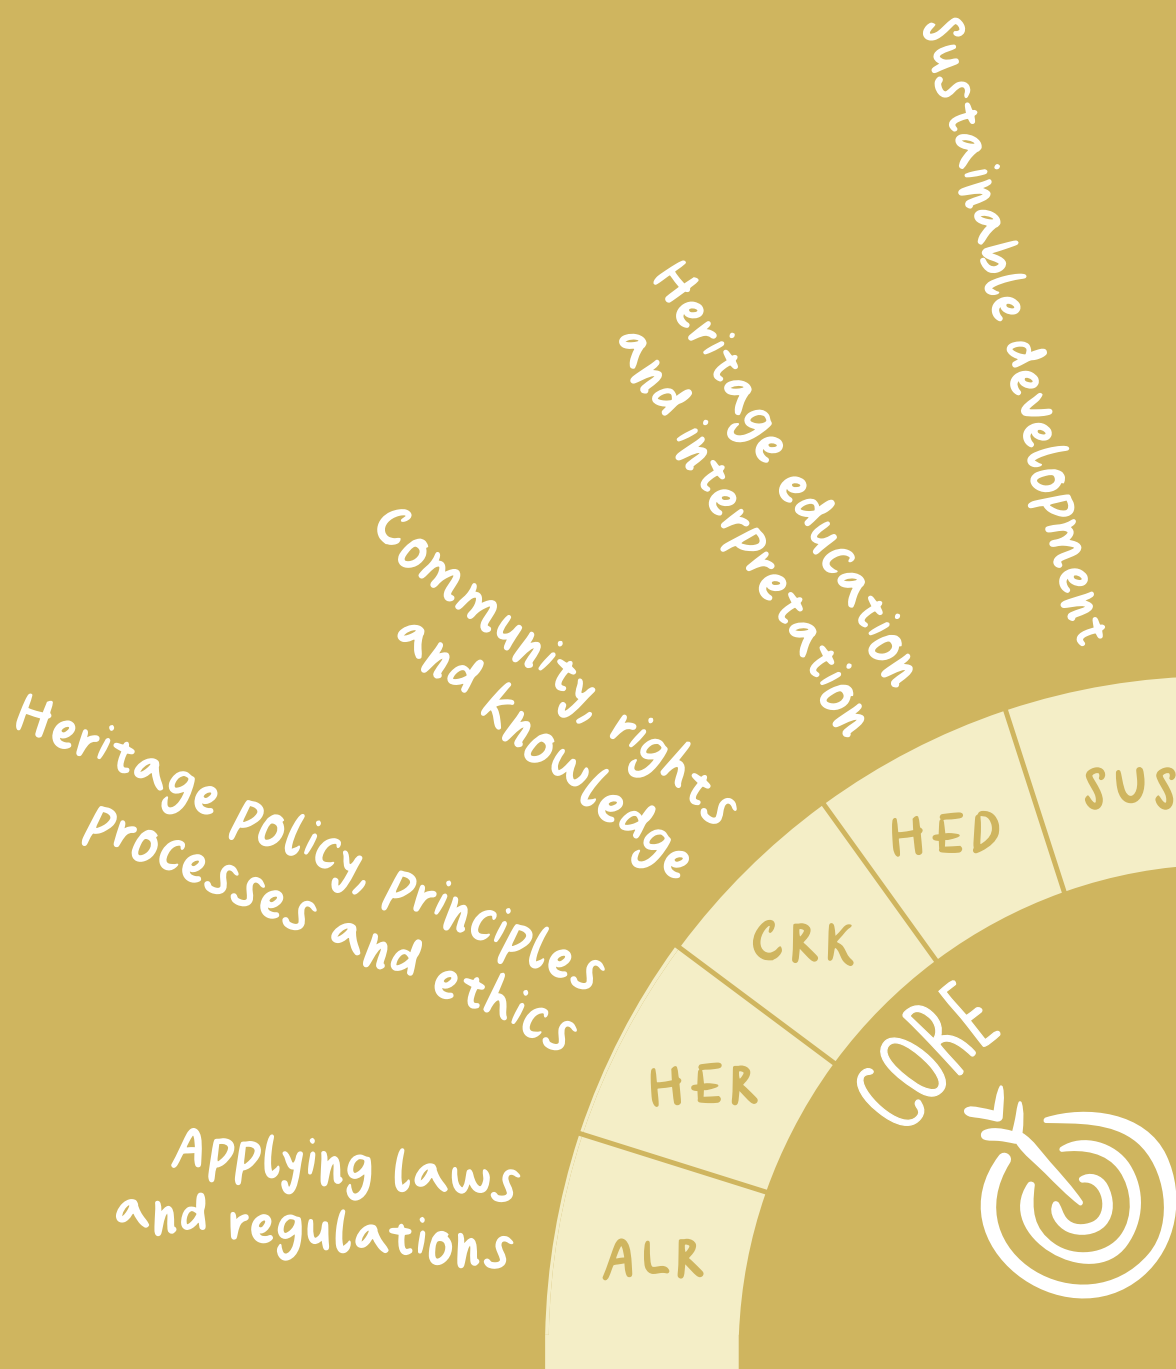 Sustainable development
Heritage education
and interpretation
Community, rights
and knowledge
Heritage policy, principles
processes and ethics
Applying laws
and regulations
SUS
HED
CRK
HER
ALR
CORE